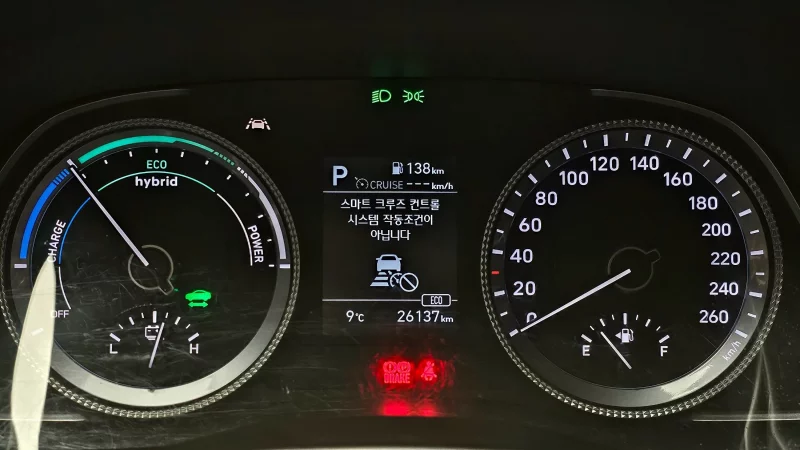 ECO
hybrid
CHARGE
POWER
OFF
L H
P
138km
CRUISE ---km/h
스마트 크루즈 컨트롤
시스템 작동조건이
아닙니다
ECO
9℃ 26137km
BRAKE
0
20
40
60
80
100
120
140
160
180
200
220
240
260
km/h
E F